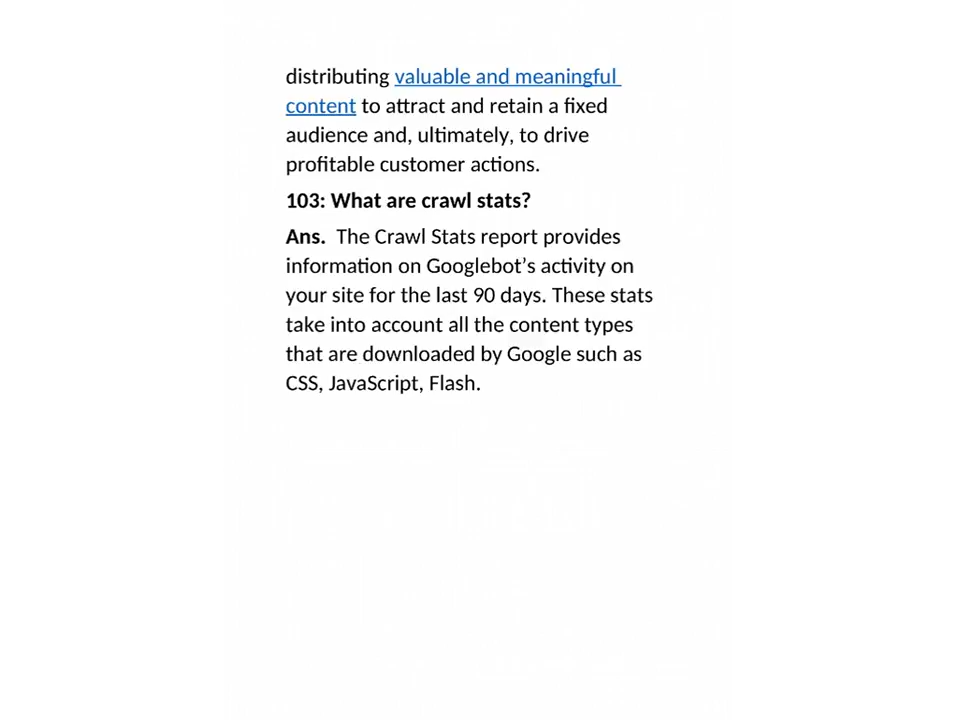 distributing valuable and meaningful
content to attract and retain a fixed
audience and, ultimately, to drive
profitable customer actions.
103: What are crawl stats?
Ans.  The Crawl Stats report provides
information on Googlebot’s activity on
your site for the last 90 days. These stats
take into account all the content types
that are downloaded by Google such as
CSS, JavaScript, Flash.